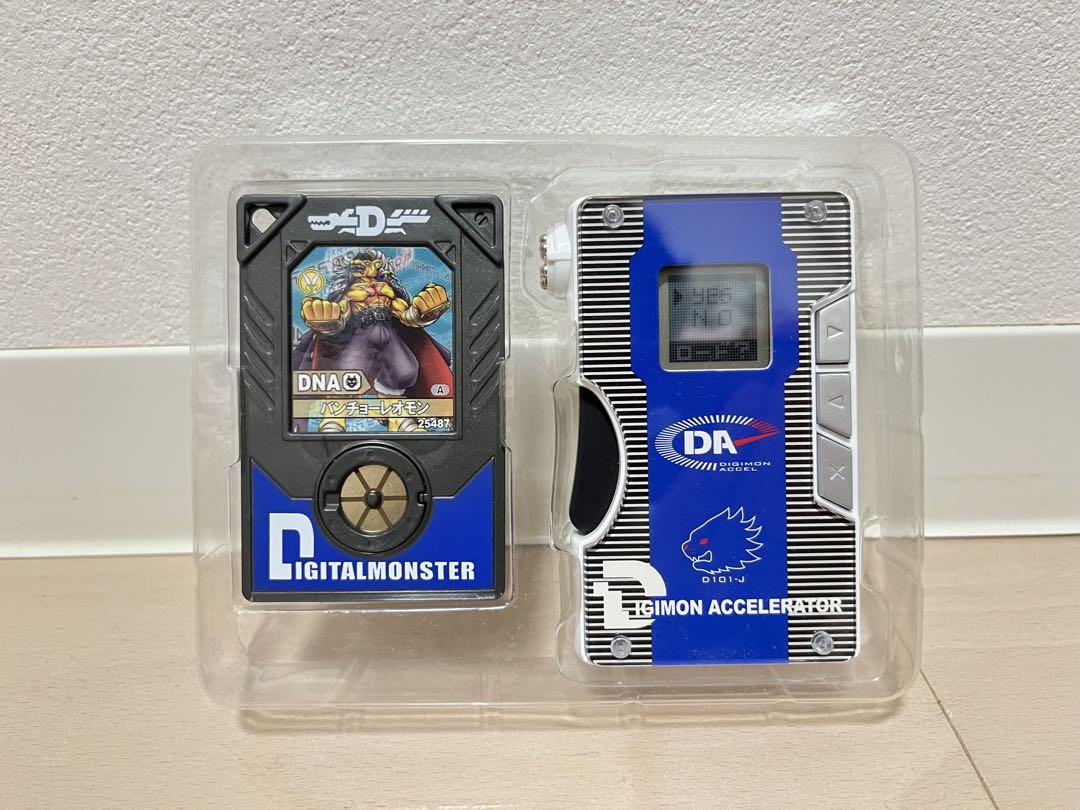 D
DNA
A
バンチョーレオモン
25487
DIGITALMONSTER
YES
NO
DA
DIGIMON
ACCEL
D101-J
DIGIMON ACCELERATOR